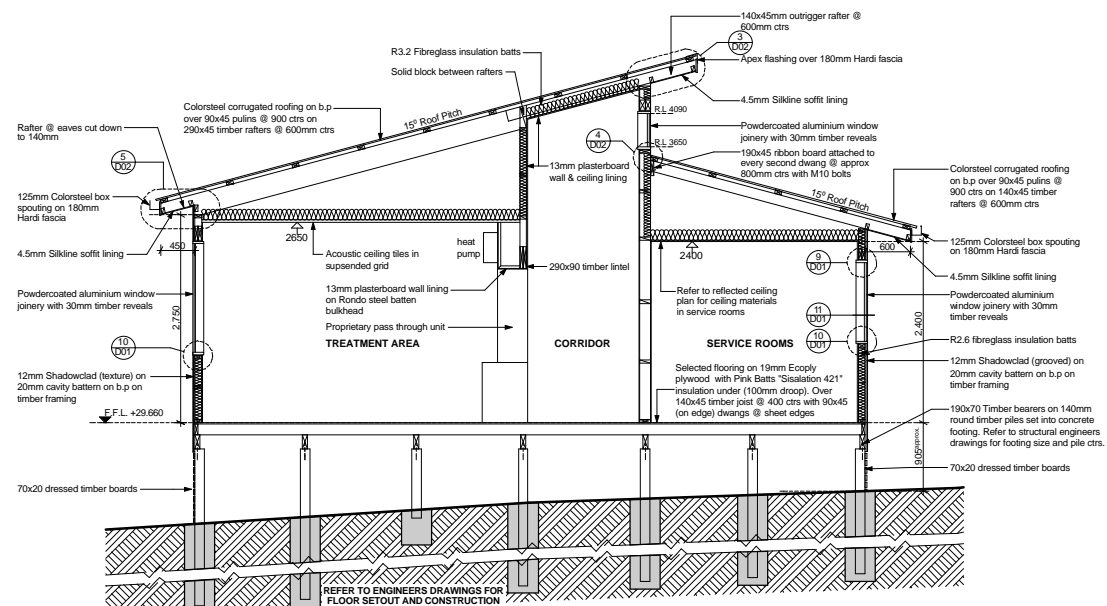 140x45mm outrigger rafter @
600mm ctrs
3
D02
R3.2 Fibreglass insulation batts
Apex flashing over 180mm Hardi fascia
Solid block between rafters
4.5mm Silkline soffit lining
Colorsteel corrugated roofing on b.p
over 90x45 pulins @ 900 ctrs on
290x45 timber rafters @ 600mm ctrs
15° Roof Pitch
R.L 4090
Rafter @ eaves cut down
to 140mm
Powdercoated aluminium window
joinery with 30mm timber reveals
4
D02
R.L 3650
5
D02
13mm plasterboard
wall & ceiling lining
190x45 ribbon board attached to
every second dwang @ approx
800mm ctrs with M10 bolts
Colorsteel corrugated roofing
on b.p over 90x45 pulins @
900 ctrs on 140x45 timber
rafters @ 600mm ctrs
15° Roof Pitch
125mm Colorsteel box
spouting on 180mm
Hardi fascia
450
2650
heat
pump
2400
600
125mm Colorsteel box spouting
on 180mm Hardi fascia
4.5mm Silkline soffit lining
Acoustic ceiling tiles in
supsended grid
290x90 timber lintel
9
D01
4.5mm Silkline soffit lining
Powdercoated aluminium window
joinery with 30mm timber reveals
2,750
13mm plasterboard wall lining
on Rondo steel batten
bulkhead
Refer to reflected ceiling
plan for ceiling materials
in service rooms
Powdercoated aluminium
window joinery with 30mm
timber reveals
11
D01
2,400
Proprietary pass through unit
10
D01
TREATMENT AREA
CORRIDOR
SERVICE ROOMS
10
D01
R2.6 fibreglass insulation batts
12mm Shadowclad (texture) on
20mm cavity battern on b.p on
timber framing
Selected flooring on 19mm Ecoply
plywood with Pink Batts "Sisalation 421"
insulation under (100mm droop). Over
140x45 timber joist @ 400 ctrs with 90x45
(on edge) dwangs @ sheet edges
12mm Shadowclad (grooved) on
20mm cavity battern on b.p on
timber framing
F.F.L. +29.660
190x70 Timber bearers on 140mm
round timber piles set into concrete
footing. Refer to structural engineers
drawings for footing size and pile ctrs.
905approx.
70x20 dressed timber boards
70x20 dressed timber boards
REFER TO ENGINEERS DRAWINGS FOR
FLOOR SETOUT AND CONSTRUCTION